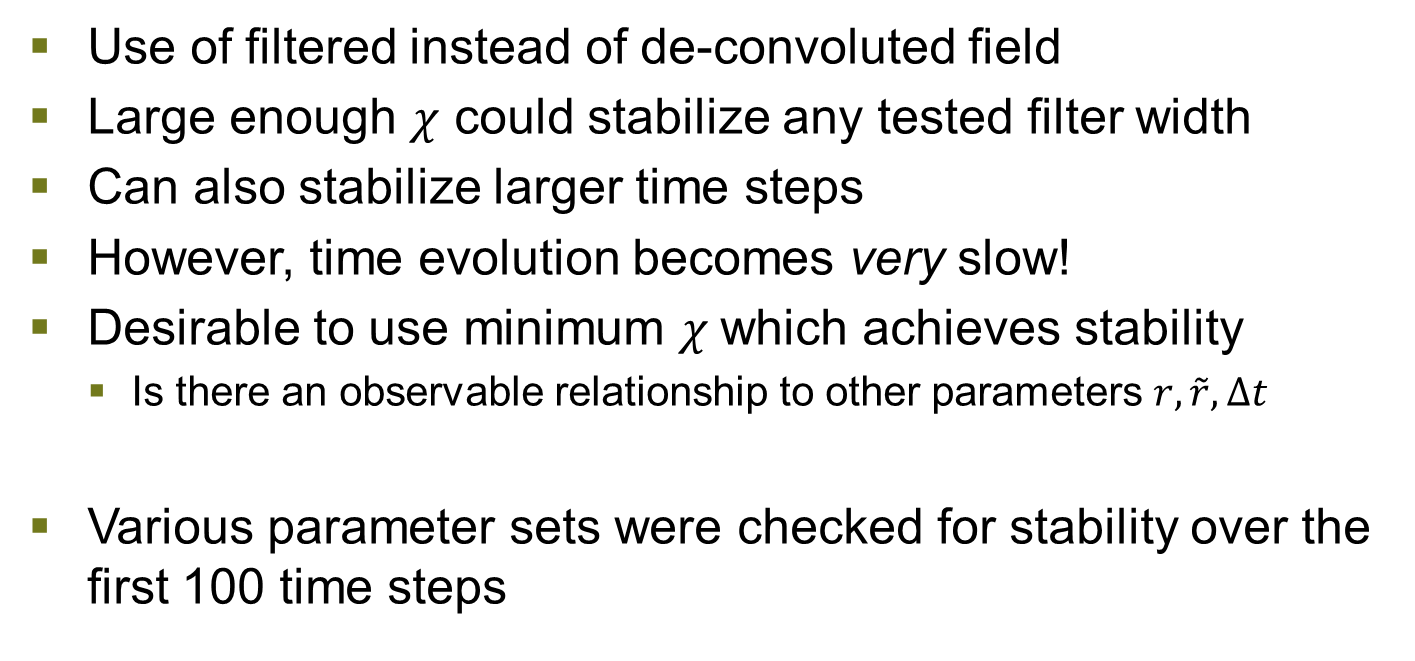 ▪ Use of filtered instead of de-convoluted field
▪ Large enough 𝜒 could stabilize any tested filter width
▪ Can also stabilize larger time steps
▪ However, time evolution becomes very slow!
▪ Desirable to use minimum 𝜒 which achieves stability
▪ Is there an observable relationship to other parameters 𝑟, 𝑟̃, Δ𝑡
▪ Various parameter sets were checked for stability over the
first 100 time steps